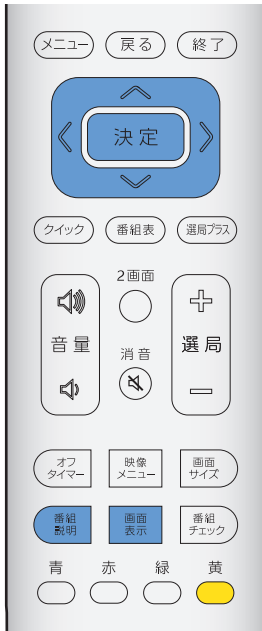 メニュー 戻る 終了
決定
クイック 番組表 選局プラス
2画面
音量 選局
消音
オフ
タイマー
映像
メニュー
画面
サイズ
番組
説明
画面
表示
番組
チェック
青 赤 緑 黄